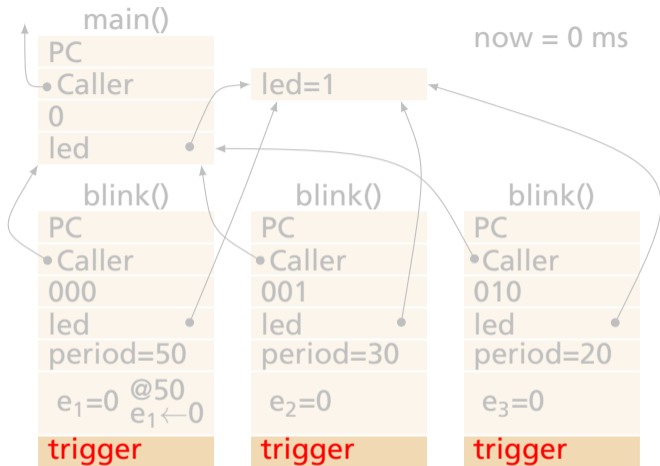 main()
PC
Caller
0
led
led=1
now = 0 ms
blink()
PC
Caller
000
led
period=50
e₁=0 @50
e₁←0
trigger
blink()
PC
Caller
001
led
period=30
e₂=0
trigger
blink()
PC
Caller
010
led
period=20
e₃=0
trigger